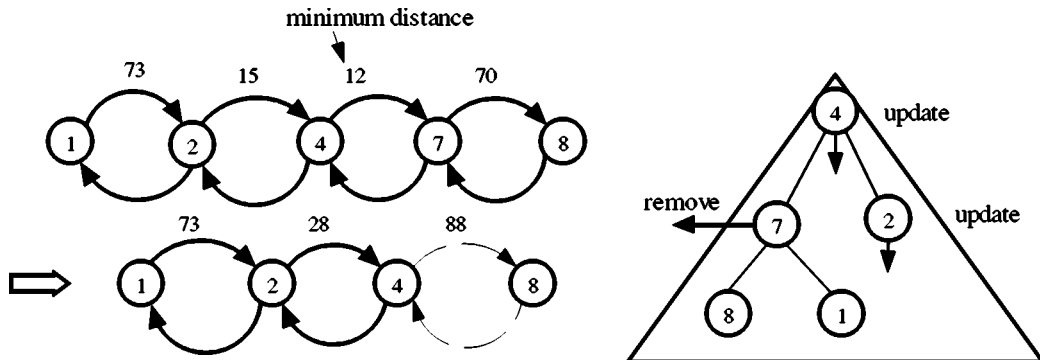 minimum distance
73 15 12 70
1 2 4 7 8
73 28 88
1 2 4 8
4 update
remove 7 2 update
8 1